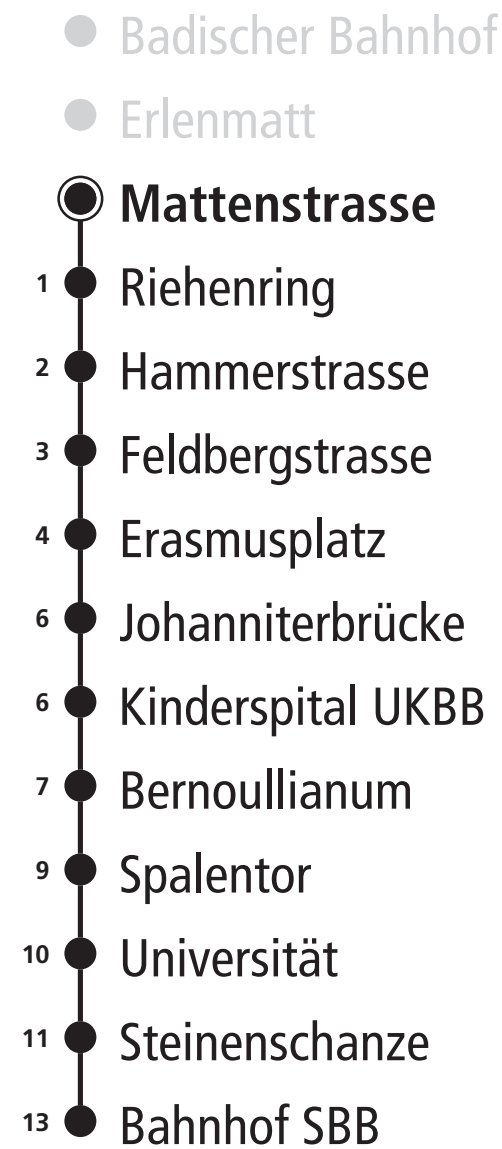 Badischer Bahnhof
Erlenmatt
Mattenstrasse
1 Riehenring
2 Hammerstrasse
3 Feldbergstrasse
4 Erasmusplatz
6 Johanniterbrücke
6 Kinderspital UKBB
7 Bernoullianum
9 Spalentor
10 Universität
11 Steinenschanze
13 Bahnhof SBB